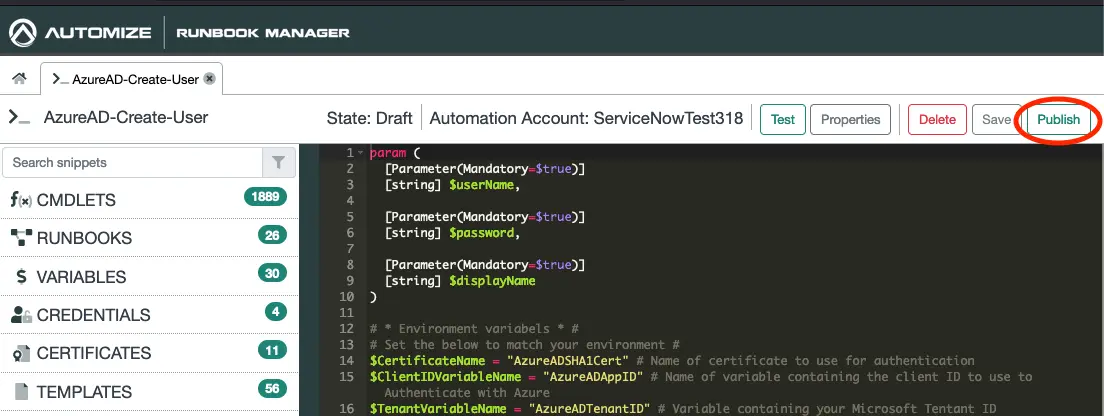 AUTOMIZE RUNBOOK MANAGER
AzureAD-Create-User
AzureAD-Create-User State: Draft Automation Account: ServiceNowTest318 Test Properties Delete Save Publish
Search snippets
CMDLETS 1889
RUNBOOKS 26
VARIABLES 30
CREDENTIALS 4
CERTIFICATES 11
TEMPLATES 56
1 param (
2 [Parameter(Mandatory=$true)]
3 [string] $userName,
4
5 [Parameter(Mandatory=$true)]
6 [string] $password,
7
8 [Parameter(Mandatory=$true)]
9 [string] $displayName
10 )
11
12 # * Environment variabels * #
13 # Set the below to match your environment #
14 $CertificateName = "AzureADSHA1Cert" # Name of certificate to use for authentication
15 $ClientIDVariableName = "AzureADAppID" # Name of variable containing the client ID to use to
Authenticate with Azure
16 $TenantVariableName = "AzureADTenantID" # Variable containing your Microsoft Tentant ID